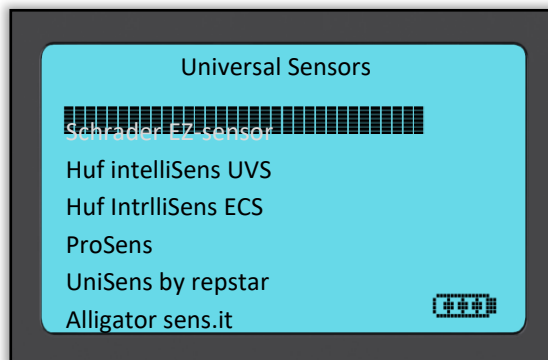 Universal Sensors
Schrader EZ-sensor
Huf intelliSens UVS
Huf IntrlliSens ECS
ProSens
UniSens by repstar
Alligator sens.it